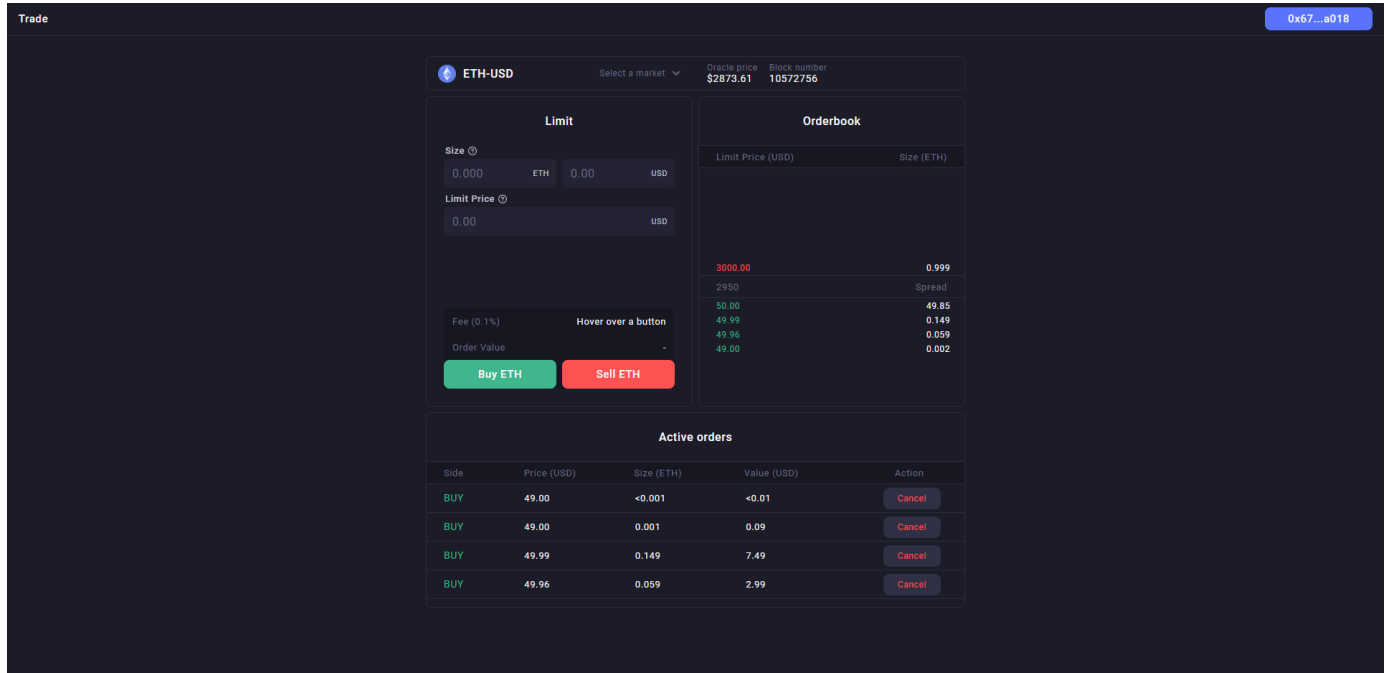 Trade
0x67...a018
ETH-USD
Select a market
Oracle price Block number
$2873.61 10572756
Limit
Size
0.000 ETH 0.00 USD
Limit Price
0.00 USD
Fee (0.1%) Hover over a button
Order Value -
Buy ETH Sell ETH
Orderbook
Limit Price (USD) Size (ETH)
3000.00 0.999
2950 Spread
50.00 49.85
49.99 0.149
49.96 0.059
49.00 0.002
Active orders
Side Price (USD) Size (ETH) Value (USD) Action
BUY 49.00 <0.001 <0.01 Cancel
BUY 49.00 0.001 0.09 Cancel
BUY 49.99 0.149 7.49 Cancel
BUY 49.96 0.059 2.99 Cancel